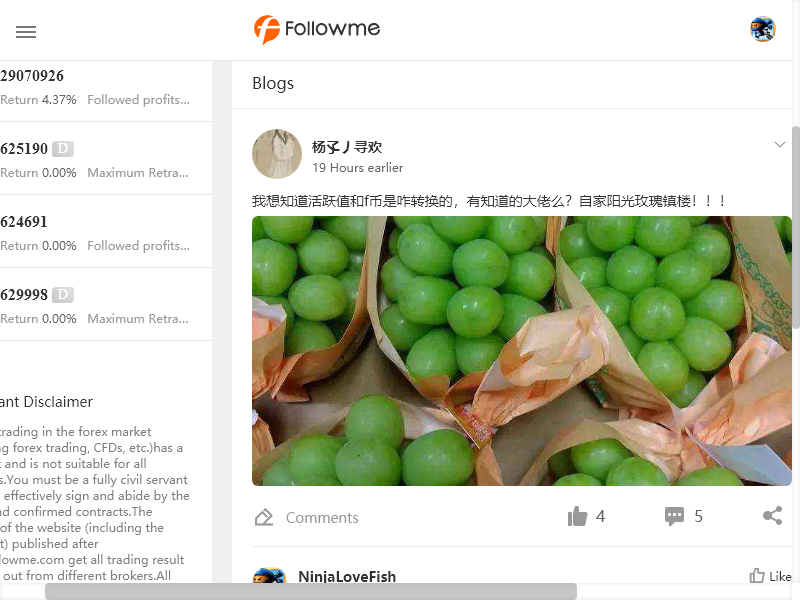 Followme
29070926
Return 4.37% Followed profits...
625190 D
Return 0.00% Maximum Retra...
624691
Return 0.00% Followed profits...
629998 D
Return 0.00% Maximum Retra...
ant Disclaimer
trading in the forex market
ng forex trading, CFDs, etc.)has a
and is not suitable for all
s.You must be a fully civil servant
effectively sign and abide by the
nd confirmed contracts.The
of the website (including the
t) published after
lowme.com get all trading result
out from different brokers.All
Blogs
19 Hours earlier
我想知道活跃值和f币是咋转换的，有知道的大佬么？自家阳光玫瑰镇楼！！！
Comments
4
5
NinjaLoveFish
Like